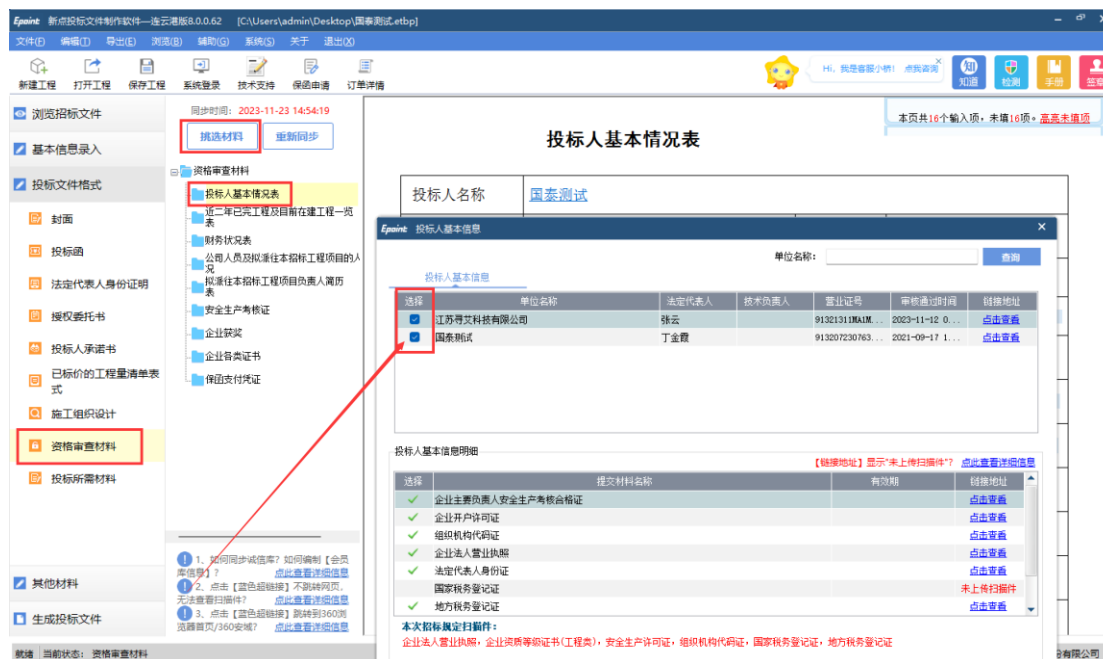 Epoint 新点投标文件制作软件—连云港版8.0.0.62 [C:\Users\admin\Desktop\国泰测试.etbp]
文件(F) 编辑(I) 导出(E) 浏览(B) 辅助(G) 系统(S) 关于 退出(X)
新建工程 打开工程 保存工程 系统登录 技术支持 保函申请 订单详情
Hi, 我是客服小娇! 点我咨询
知道 检测 手册 签章
浏览招标文件
基本信息录入
投标文件格式
封面
投标函
法定代表人身份证明
授权委托书
投标人承诺书
已标价的工程量清单表
式
施工组织设计
资格审查材料
投标所需材料
其他材料
生成投标文件
同步时间: 2023-11-23 14:54:19
挑选材料 重新同步
资格审查材料
投标人基本情况表
近二年已完工程及目前在建工程一览
表
财务状况表
公司人员及拟派往本招标工程项目的人
况
拟派往本招标工程项目负责人简历
表
安全生产考核证
企业获奖
企业各类证书
保函支付凭证
1、如何同步诚信库? 如何编制【会员
库信息】? 点此查看详细信息
2、点击【蓝色超链接】不跳转网页,
无法查看扫描件? 点此查看详细信息
3、点击【蓝色超链接】跳转到360浏
览器首页/360安域? 点此查看详细信息
本页共16个输入项, 未填16项。高亮未填项
投标人基本情况表
投标人名称 国泰测试
Epoint 投标人基本信息
单位名称: 查询
投标人基本信息
选择 单位名称 法定代表人 技术负责人 营业证号 审核通过时间 链接地址
江苏寻艾科技有限公司 张云 91321311MA1M... 2023-11-12 0... 点击查看
国泰测试 丁金霞 913207230763... 2021-09-17 1... 点击查看
投标人基本信息明细
【链接地址】显示"未上传扫描件"? 点此查看详细信息
选择 提交材料名称 有效期 链接地址
企业主要负责人安全生产考核合格证 点击查看
企业开户许可证 点击查看
组织机构代码证 点击查看
企业法人营业执照 点击查看
法定代表人身份证 点击查看
国家税务登记证 未上传扫描件
地方税务登记证 点击查看
本次招标规定扫描件:
企业法人营业执照, 企业资质等级证书(工程类), 安全生产许可证, 组织机构代码证, 国家税务登记证, 地方税务登记证
就绪 当前状态: 资格审查材料
份有限公司